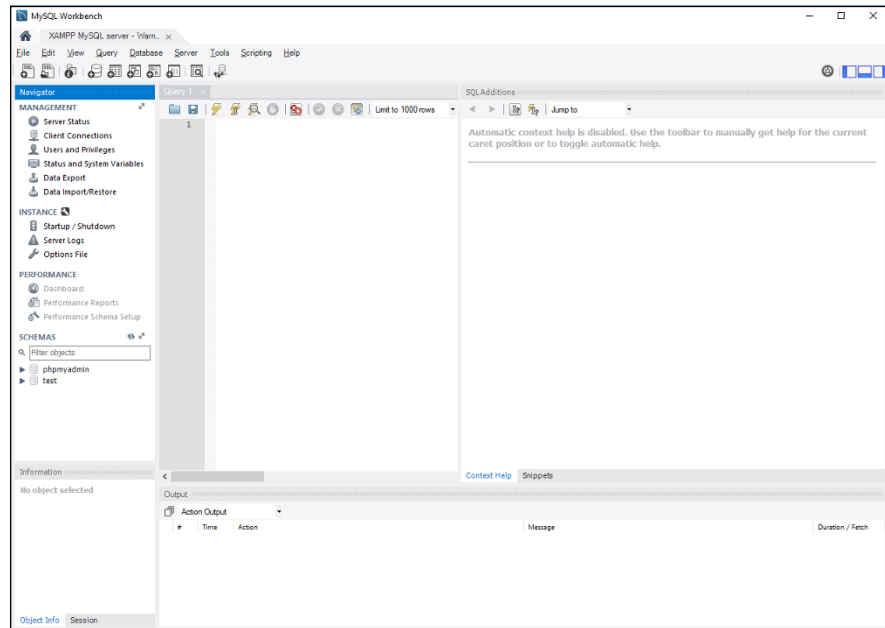 MySQL Workbench
XAMPP MySQL server - Warn.. x
File Edit View Query Database Server Tools Scripting Help
Navigator
MANAGEMENT
Server Status
Client Connections
Users and Privileges
Status and System Variables
Data Export
Data Import/Restore
INSTANCE
Startup / Shutdown
Server Logs
Options File
PERFORMANCE
Dashboard
Performance Reports
Performance Schema Setup
SCHEMAS
Filter objects
phpmyadmin
test
Information
No object selected
Object Info Session
Query 1 x
Limit to 1000 rows
1
SQLAdditions
Jump to
Automatic context help is disabled. Use the toolbar to manually get help for the current
caret position or to toggle automatic help.
Context Help Snippets
Output
Action Output
# Time Action Message Duration / Fetch